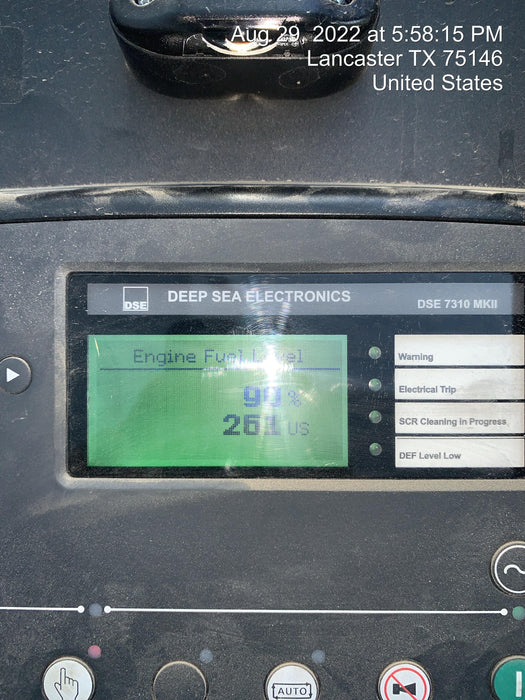 Aug 29, 2022 at 5:58:15 PM
Lancaster TX 75146
United States
DSE DEEP SEA ELECTRONICS DSE 7310 MKII
Engine Fuel Level
%
261 US
Warning
Electrical Trip
SCR Cleaning in Progress
DEF Level Low
AUTO